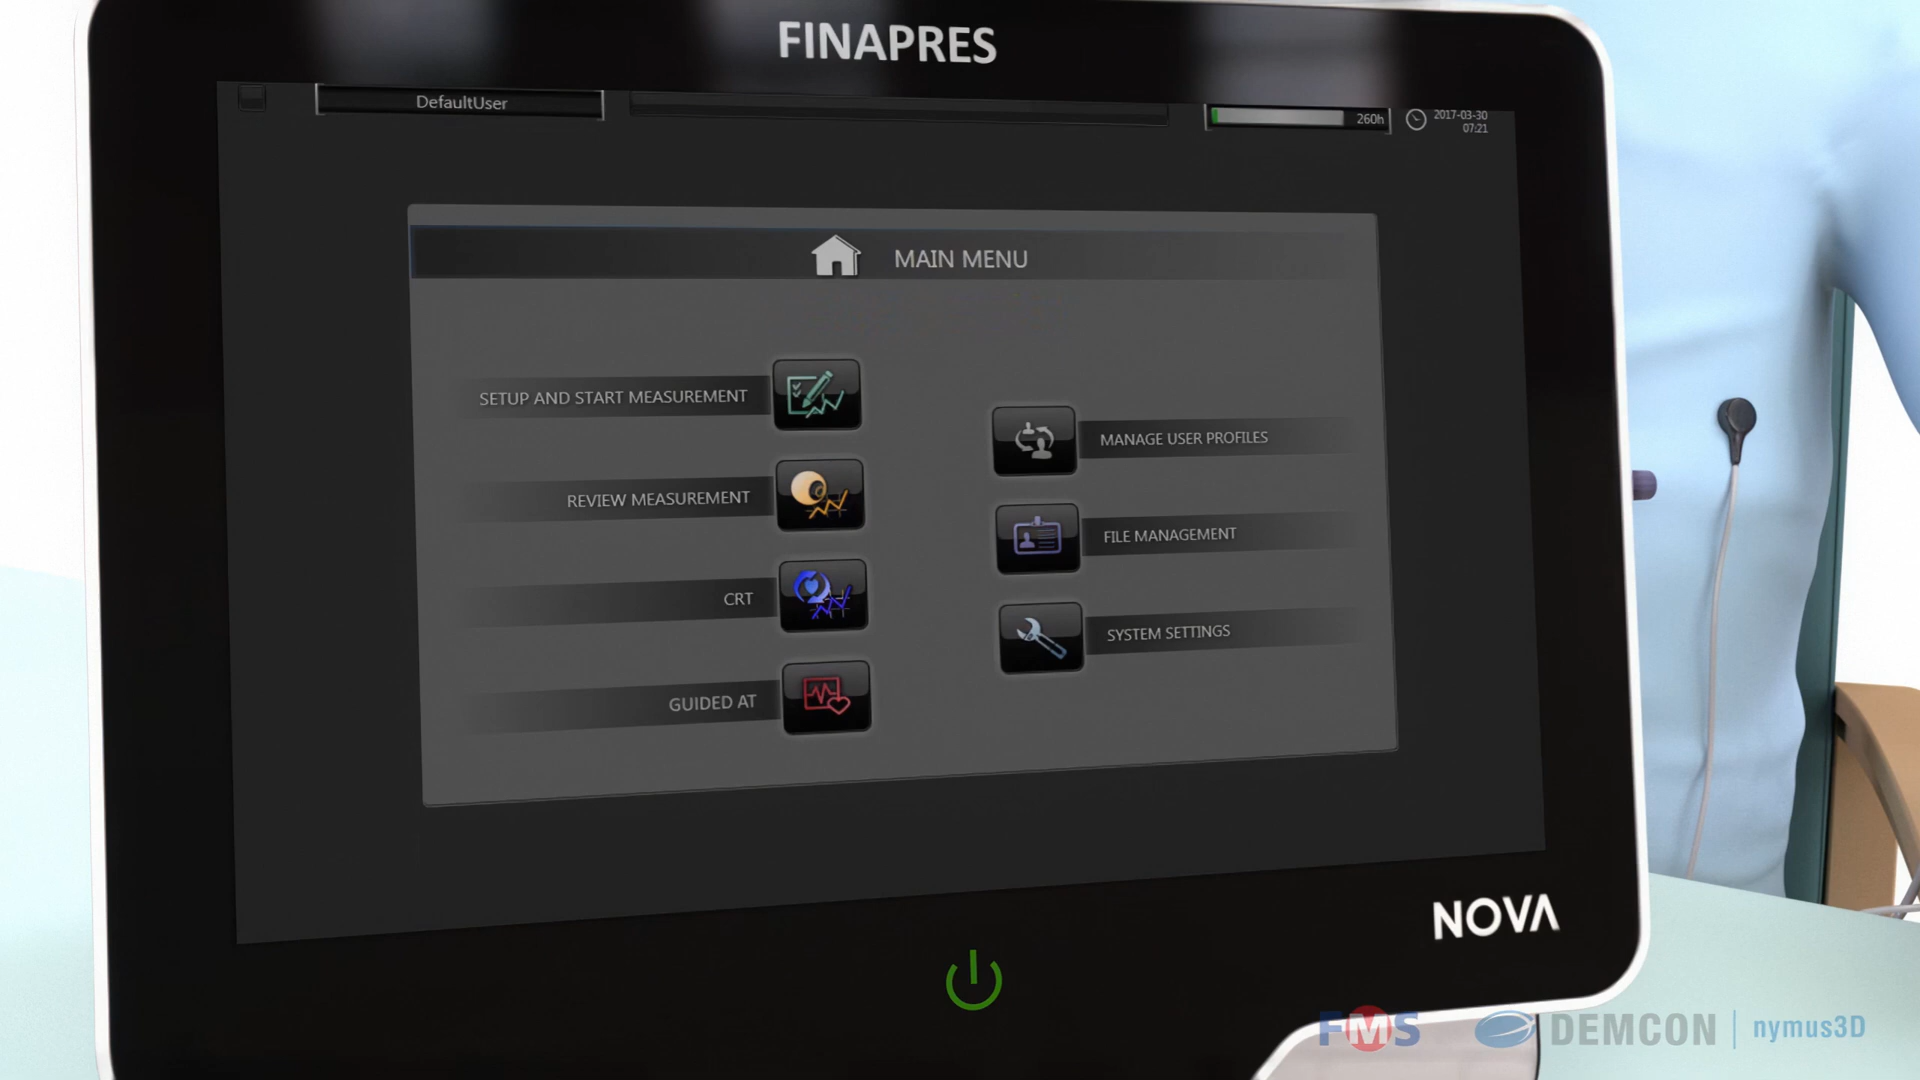 FINAPRES
DefaultUser
260h
2017-03-30
07:21
MAIN MENU
SETUP AND START MEASUREMENT
REVIEW MEASUREMENT
CRT
GUIDED AT
MANAGE USER PROFILES
FILE MANAGEMENT
SYSTEM SETTINGS
NOVA
FMS
DEMCON | nymus3D